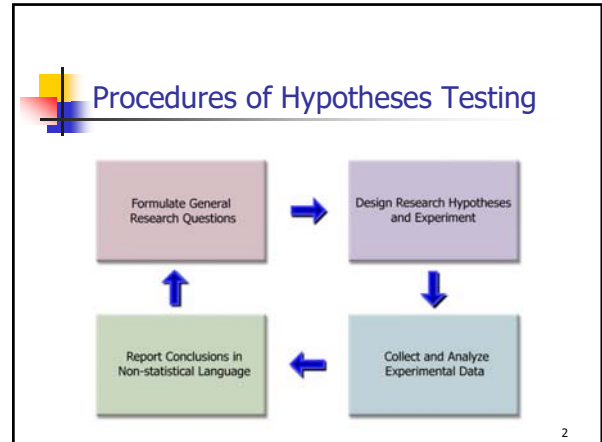 Procedures of Hypotheses Testing
Formulate General
Research Questions
Design Research Hypotheses
and Experiment
Report Conclusions in
Non-statistical Language
Collect and Analyze
Experimental Data
2